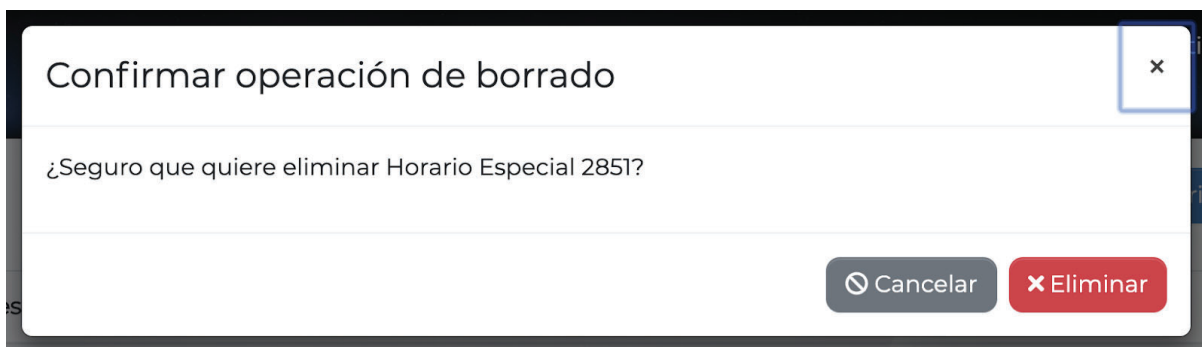 Confirmar operación de borrado
¿Seguro que quiere eliminar Horario Especial 2851?
Cancelar
Eliminar